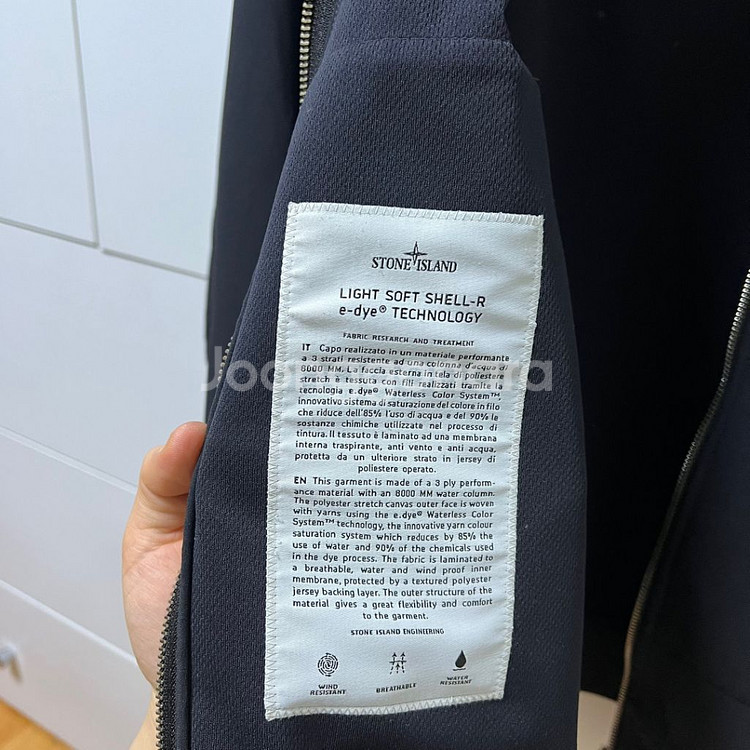 STONE ISLAND
LIGHT SOFT SHELL-R
e-dye® TECHNOLOGY
FABRIC RESEARCH AND TREATMENT
IT Capo realizzato in un materiale performante
a 3 strati resistente ad una colonna d'acqua di
8000 MM. La faccia esterna in tela di poliestere
stretch è tessuta con fili realizzati tramite la
tecnologia e.dye® Waterless Color System™,
innovativo sistema di saturazione del colore in filo
che riduce dell'85% l'uso di acqua e del 90% le
sostanze chimiche utilizzate nel processo di
tintura. Il tessuto è laminato ad una membrana
interna traspirante, anti vento e anti acqua,
protetta da un ulteriore strato in jersey di
poliestere operato.
EN This garment is made of a 3 ply perform-
ance material with an 8000 MM water column.
The polyester stretch canvas outer face is woven
with yarns using the e.dye® Waterless Color
System™ technology, the innovative yarn colour
saturation system which reduces by 85% the
use of water and 90% of the chemicals used
in the dye process. The fabric is laminated to
a breathable, water and wind proof inner
membrane, protected by a textured polyester
jersey backing layer. The outer structure of the
material gives a great flexibility and comfort
to the garment.
STONE ISLAND ENGINEERING
WIND
RESISTANT
BREATHABLE
WATER
RESISTANT